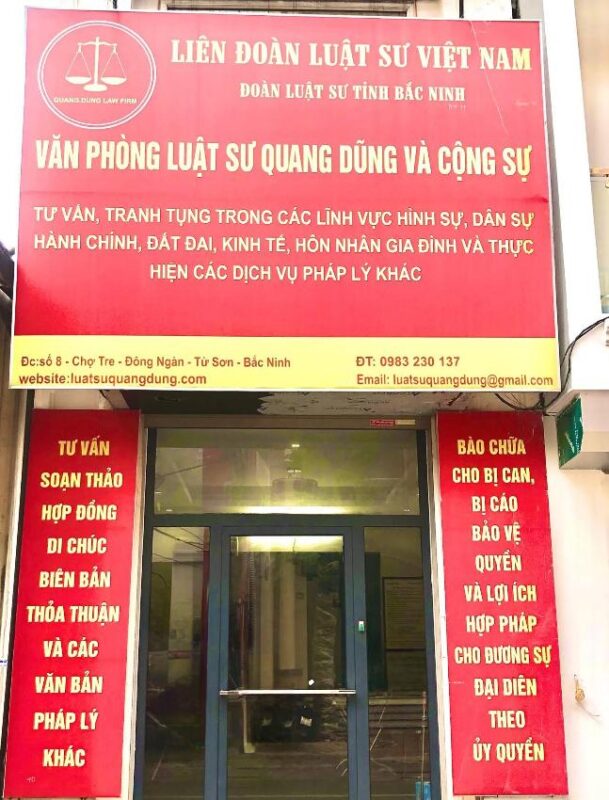 LIÊN ĐOÀN LUẬT SƯ VIỆT NAM
ĐOÀN LUẬT SƯ TỈNH BẮC NINH
QUANG DUNG LAW FIRM
VĂN PHÒNG LUẬT SƯ QUANG DŨNG VÀ CỘNG SỰ
TƯ VẤN, TRANH TỤNG TRONG CÁC LĨNH VỰC HÌNH SỰ, DÂN SỰ
HÀNH CHÍNH, ĐẤT ĐAI, KINH TẾ, HÔN NHÂN GIA ĐÌNH VÀ THỰC
HIỆN CÁC DỊCH VỤ PHÁP LÝ KHÁC
Đc:số 8 - Chợ Tre - Đông Ngàn - Từ Sơn - Bắc Ninh
website:luatsuquangdung.com
ĐT: 0983 230 137
Email: luatsuquangdung@gmail.com
TƯ VẤN
SOẠN THẢO
HỢP ĐỒNG
DI CHÚC
BIÊN BẢN
THỎA THUẬN
VÀ CÁC
VĂN BẢN
PHÁP LÝ
KHÁC
BÀO CHỮA
CHO BỊ CAN,
BỊ CÁO
BẢO VỆ
QUYỀN
VÀ LỢI ÍCH
HỢP PHÁP
CHO ĐƯƠNG SỰ
ĐẠI DIỆN
THEO
ỦY QUYỀN